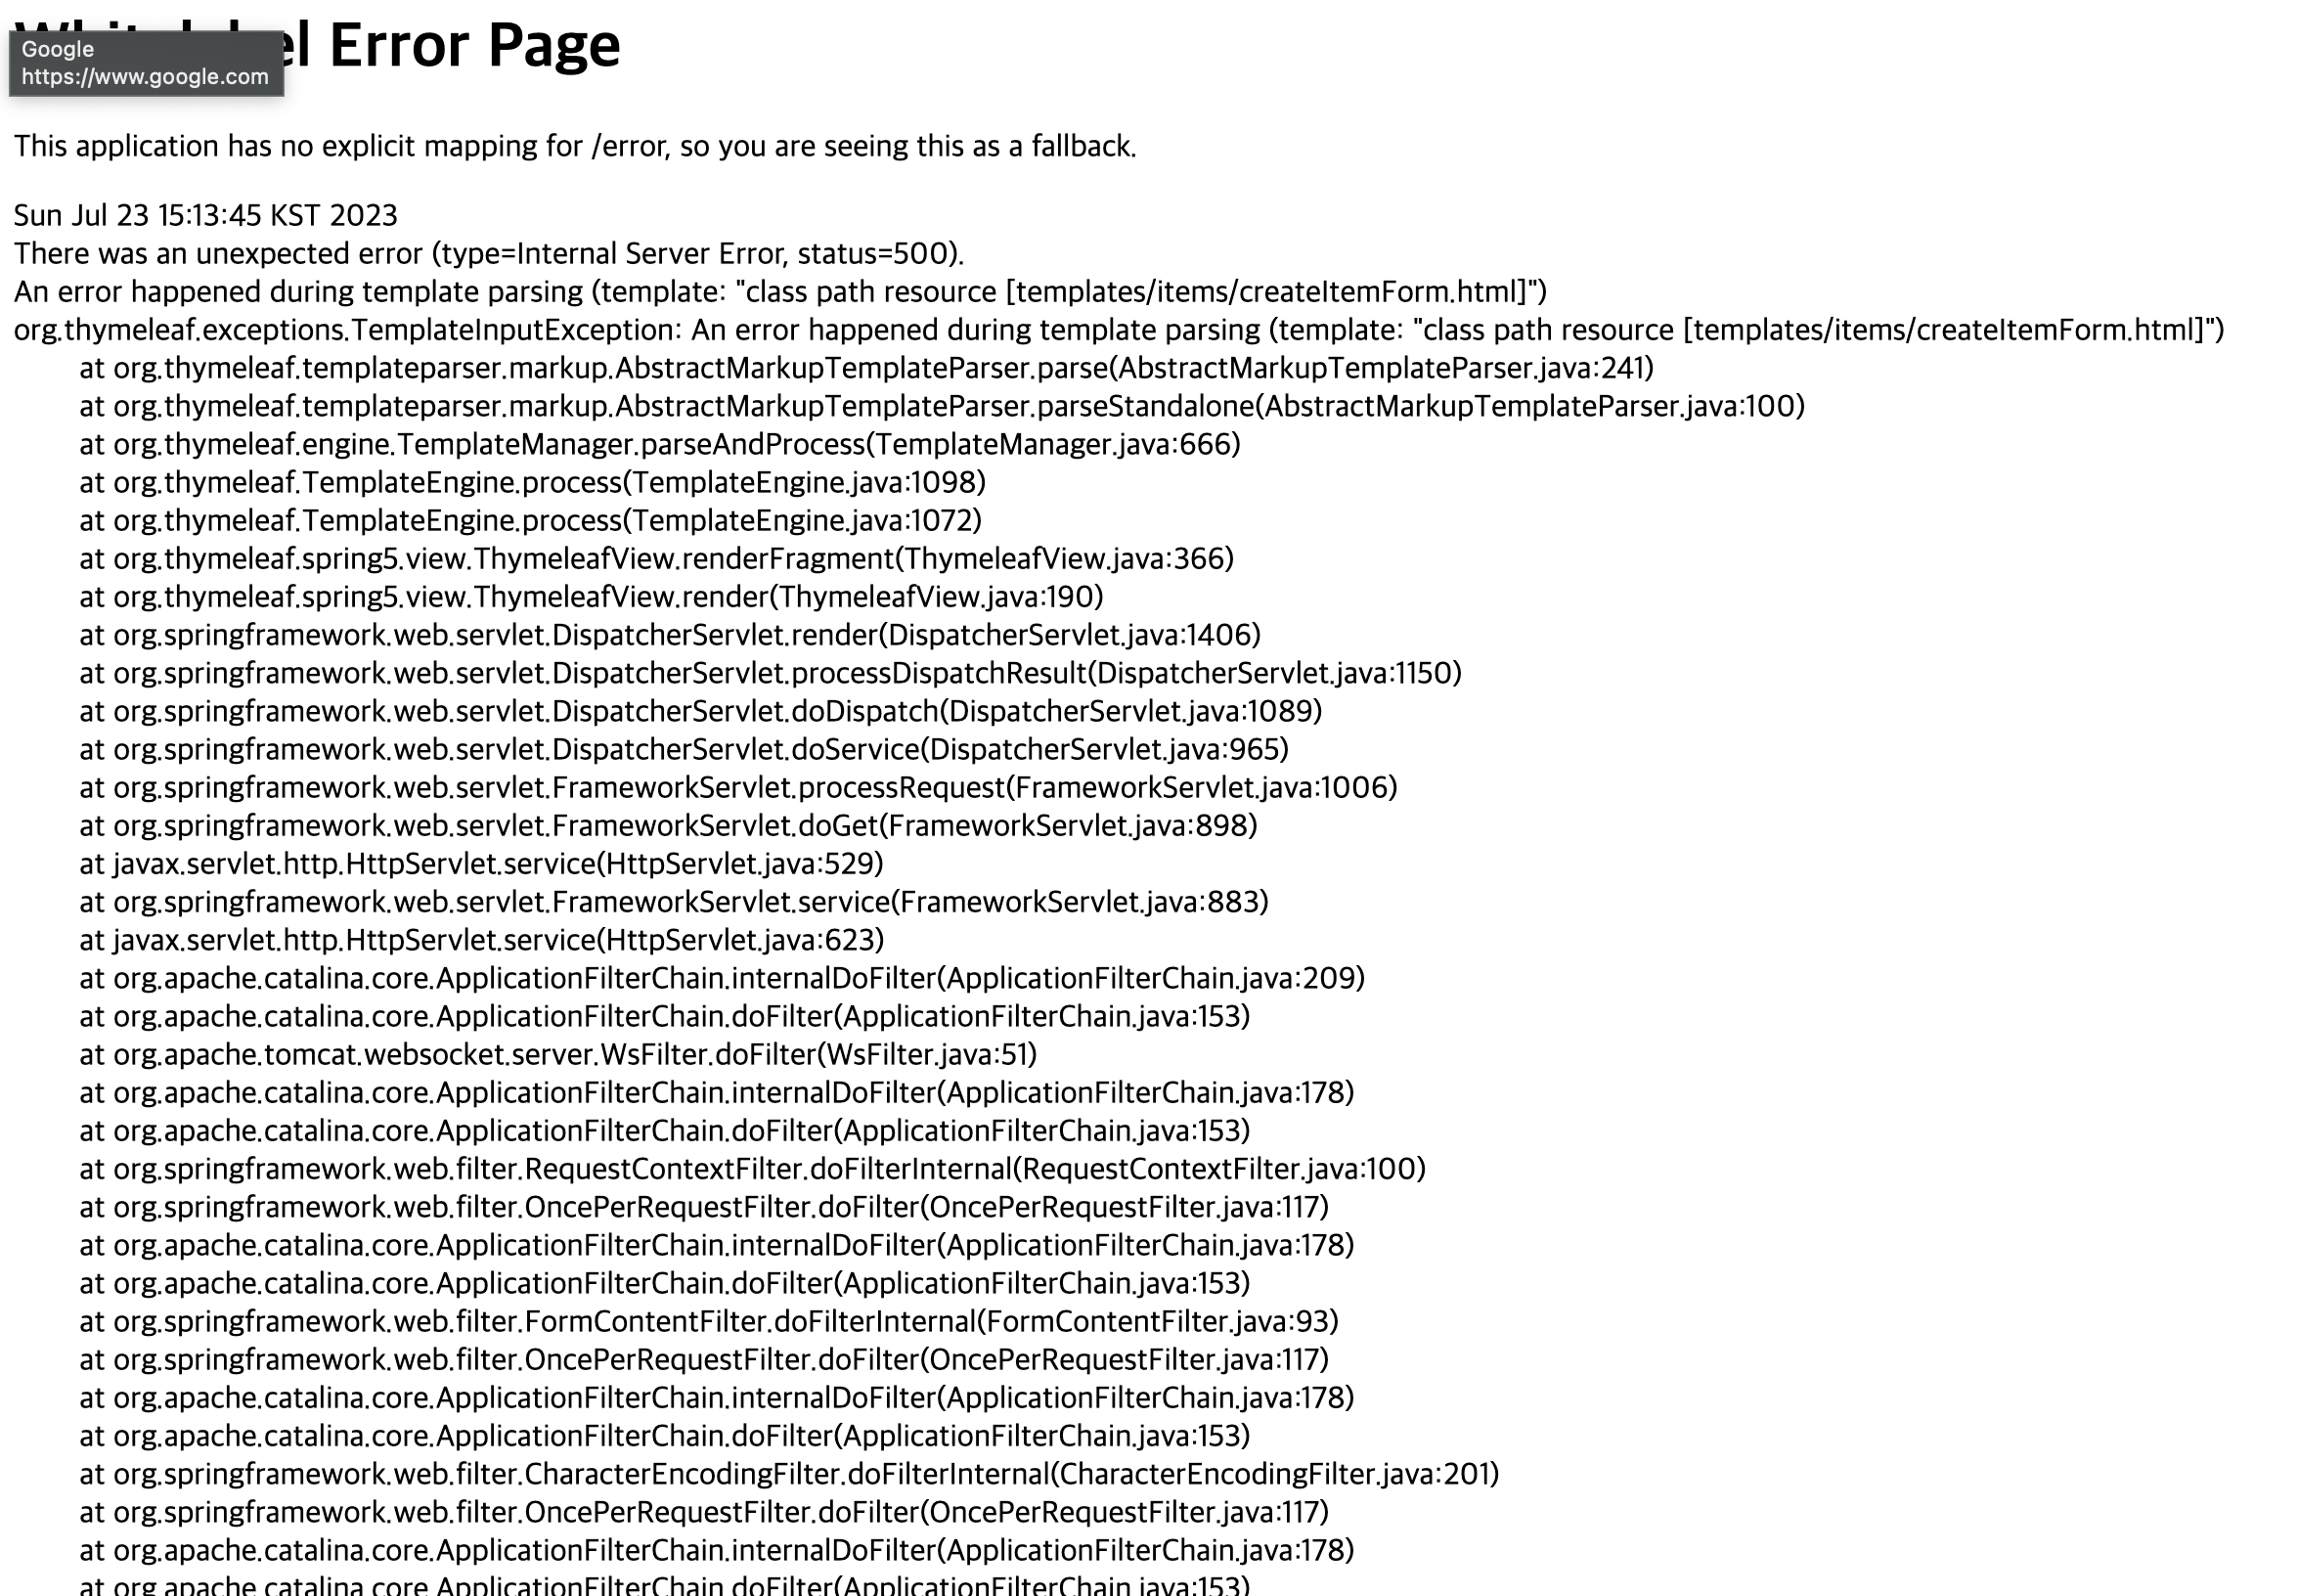 Error Page
Google
https://www.google.com
This application has no explicit mapping for /error, so you are seeing this as a fallback.
Sun Jul 23 15:13:45 KST 2023
There was an unexpected error (type=Internal Server Error, status=500).
An error happened during template parsing (template: "class path resource [templates/items/createItemForm.html]")
org.thymeleaf.exceptions.TemplateInputException: An error happened during template parsing (template: "class path resource [templates/items/createItemForm.html]")
at org.thymeleaf.templateparser.markup.AbstractMarkupTemplateParser.parse(AbstractMarkupTemplateParser.java:241)
at org.thymeleaf.templateparser.markup.AbstractMarkupTemplateParser.parseStandalone(AbstractMarkupTemplateParser.java:100)
at org.thymeleaf.engine.TemplateManager.parseAndProcess(TemplateManager.java:666)
at org.thymeleaf.TemplateEngine.process(TemplateEngine.java:1098)
at org.thymeleaf.TemplateEngine.process(TemplateEngine.java:1072)
at org.thymeleaf.spring5.view.ThymeleafView.renderFragment(ThymeleafView.java:366)
at org.thymeleaf.spring5.view.ThymeleafView.render(ThymeleafView.java:190)
at org.springframework.web.servlet.DispatcherServlet.render(DispatcherServlet.java:1406)
at org.springframework.web.servlet.DispatcherServlet.processDispatchResult(DispatcherServlet.java:1150)
at org.springframework.web.servlet.DispatcherServlet.doDispatch(DispatcherServlet.java:1089)
at org.springframework.web.servlet.DispatcherServlet.doService(DispatcherServlet.java:965)
at org.springframework.web.servlet.FrameworkServlet.processRequest(FrameworkServlet.java:1006)
at org.springframework.web.servlet.FrameworkServlet.doGet(FrameworkServlet.java:898)
at javax.servlet.http.HttpServlet.service(HttpServlet.java:529)
at org.springframework.web.servlet.FrameworkServlet.service(FrameworkServlet.java:883)
at javax.servlet.http.HttpServlet.service(HttpServlet.java:623)
at org.apache.catalina.core.ApplicationFilterChain.internalDoFilter(ApplicationFilterChain.java:209)
at org.apache.catalina.core.ApplicationFilterChain.doFilter(ApplicationFilterChain.java:153)
at org.apache.tomcat.websocket.server.WsFilter.doFilter(WsFilter.java:51)
at org.apache.catalina.core.ApplicationFilterChain.internalDoFilter(ApplicationFilterChain.java:178)
at org.apache.catalina.core.ApplicationFilterChain.doFilter(ApplicationFilterChain.java:153)
at org.springframework.web.filter.RequestContextFilter.doFilterInternal(RequestContextFilter.java:100)
at org.springframework.web.filter.OncePerRequestFilter.doFilter(OncePerRequestFilter.java:117)
at org.apache.catalina.core.ApplicationFilterChain.internalDoFilter(ApplicationFilterChain.java:178)
at org.apache.catalina.core.ApplicationFilterChain.doFilter(ApplicationFilterChain.java:153)
at org.springframework.web.filter.FormContentFilter.doFilterInternal(FormContentFilter.java:93)
at org.springframework.web.filter.OncePerRequestFilter.doFilter(OncePerRequestFilter.java:117)
at org.apache.catalina.core.ApplicationFilterChain.internalDoFilter(ApplicationFilterChain.java:178)
at org.apache.catalina.core.ApplicationFilterChain.doFilter(ApplicationFilterChain.java:153)
at org.springframework.web.filter.CharacterEncodingFilter.doFilterInternal(CharacterEncodingFilter.java:201)
at org.springframework.web.filter.OncePerRequestFilter.doFilter(OncePerRequestFilter.java:117)
at org.apache.catalina.core.ApplicationFilterChain.internalDoFilter(ApplicationFilterChain.java:178)
at org.apache.catalina.core.ApplicationFilterChain.doFilter(ApplicationFilterChain.java:153)